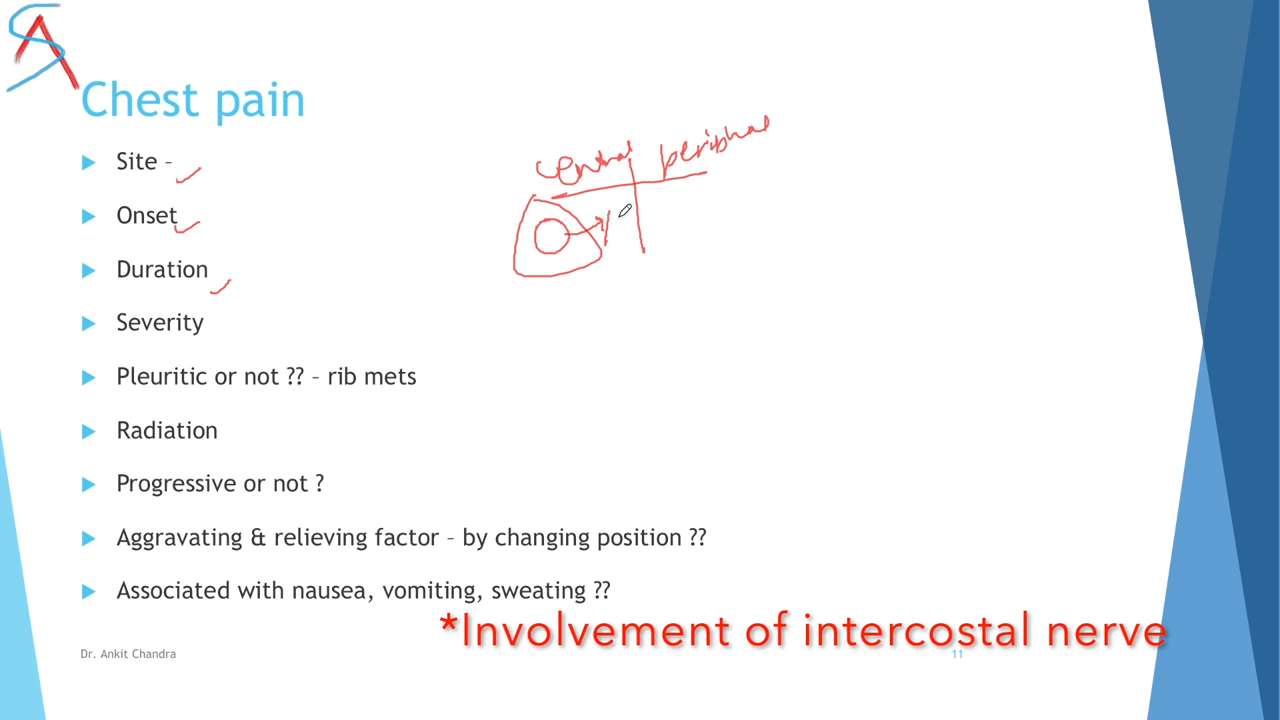 SA
Chest pain
Site –
Onset
Duration
Severity
Pleuritic or not ?? – rib mets
Radiation
Progressive or not ?
Aggravating & relieving factor – by changing position ??
Associated with nausea, vomiting, sweating ??
central peripheral
*Involvement of intercostal nerve
Dr. Ankit Chandra
11